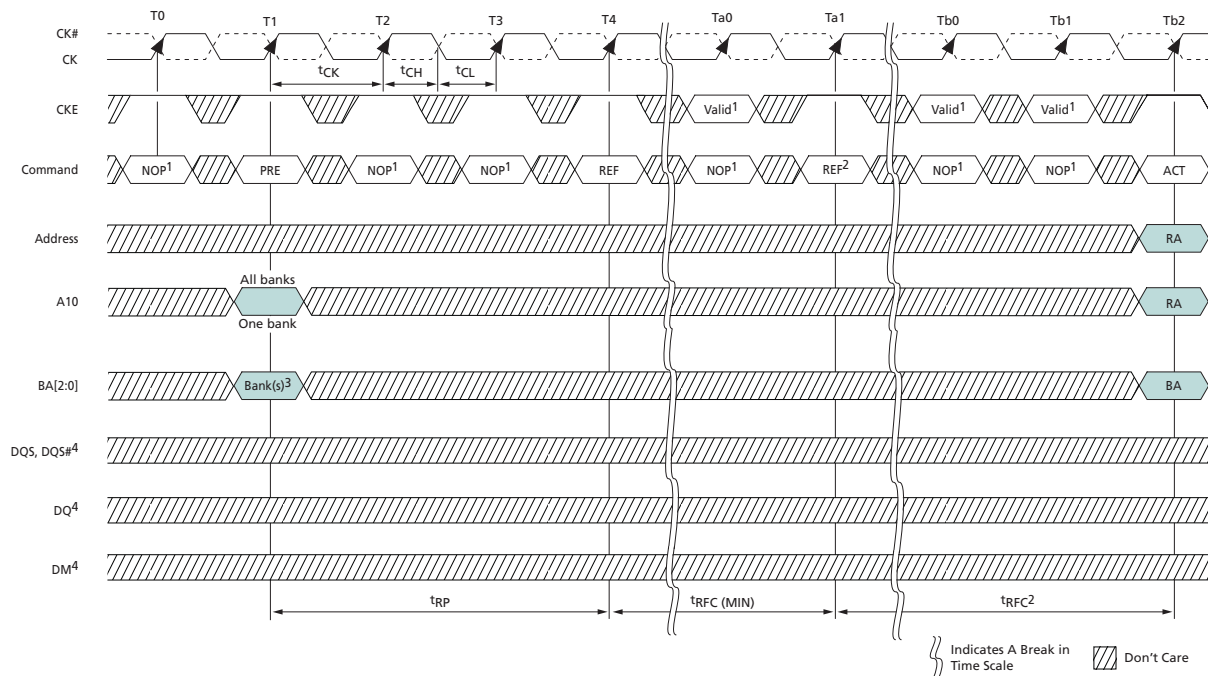 T0 T1 T2 T3 T4 Ta0 Ta1 Tb0 Tb1 Tb2
CK#
CK
tCK tCH tCL
CKE Valid1 Valid1 Valid1
Command NOP1 PRE NOP1 NOP1 REF NOP1 REF2 NOP1 NOP1 ACT
Address RA
All banks
A10 RA
One bank
BA[2:0] Bank(s)3 BA
DQS, DQS#4
DQ4
DM4
tRP tRFC (MIN) tRFC2
Indicates A Break in
Time Scale
Don't Care